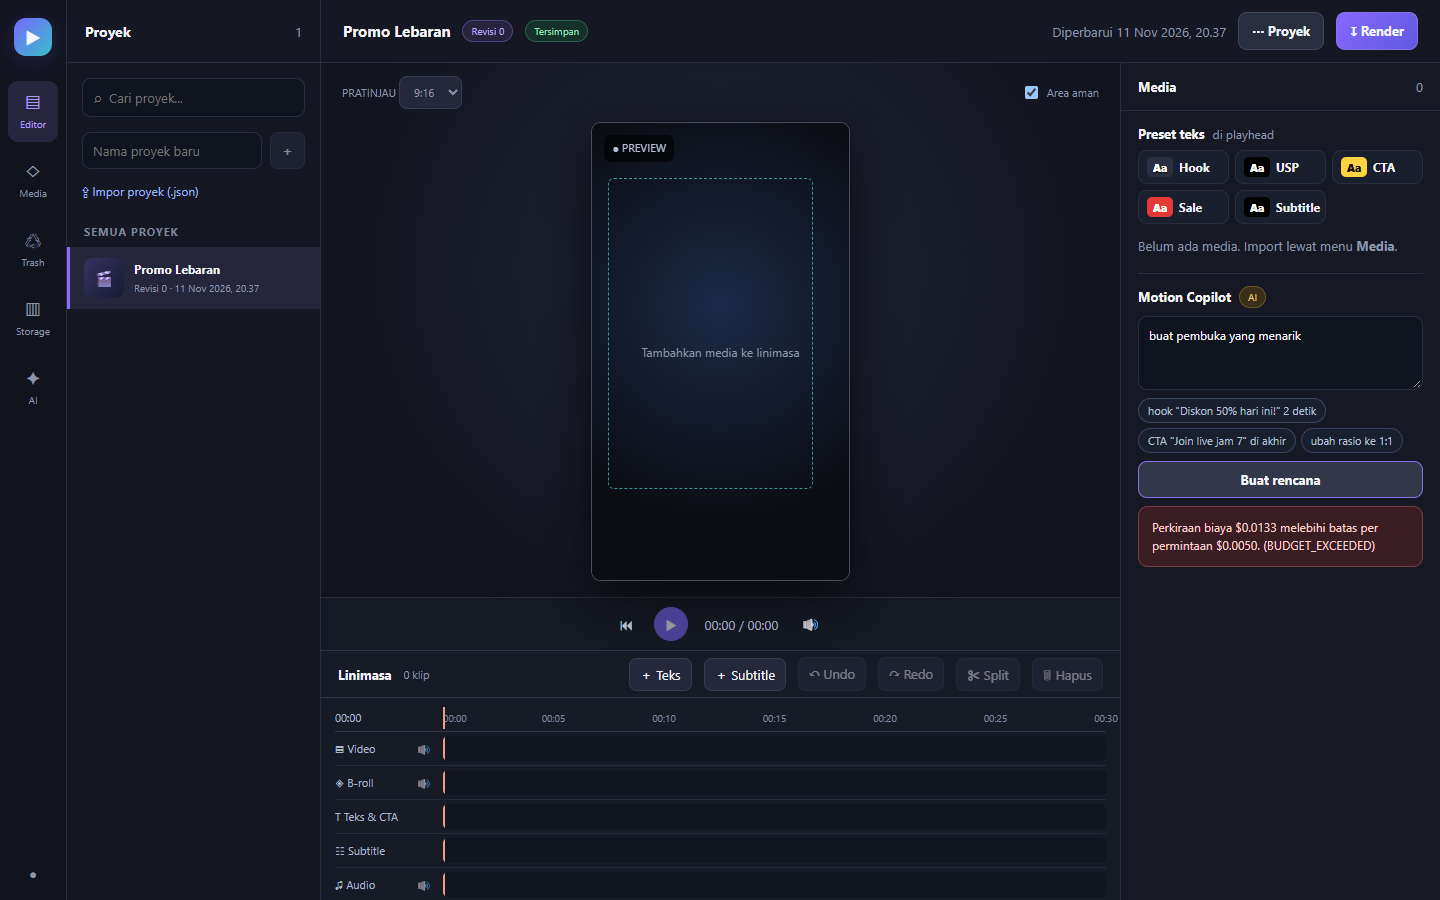 Editor
Media
Trash
Storage
AI
Proyek
1
Cari proyek...
Nama proyek baru
+
Impor proyek (.json)
SEMUA PROYEK
Promo Lebaran
Revisi 0 · 11 Nov 2026, 20.37
Promo Lebaran
Revisi 0
Tersimpan
Diperbarui 11 Nov 2026, 20.37
··· Proyek
Render
PRATINJAU
9:16
Area aman
● PREVIEW
Tambahkan media ke linimasa
00:00 / 00:00
Linimasa
0 klip
+ Teks
+ Subtitle
Undo
Redo
Split
Hapus
00:00
00:00
00:05
00:10
00:15
00:20
00:25
00:30
Video
B-roll
T Teks & CTA
Subtitle
Audio
Media
0
Preset teks di playhead
Aa Hook
Aa USP
Aa CTA
Aa Sale
Aa Subtitle
Belum ada media. Import lewat menu Media.
Motion Copilot
AI
buat pembuka yang menarik
hook "Diskon 50% hari ini!" 2 detik
CTA "Join live jam 7" di akhir
ubah rasio ke 1:1
Buat rencana
Perkiraan biaya $0.0133 melebihi batas per
permintaan $0.0050. (BUDGET_EXCEEDED)